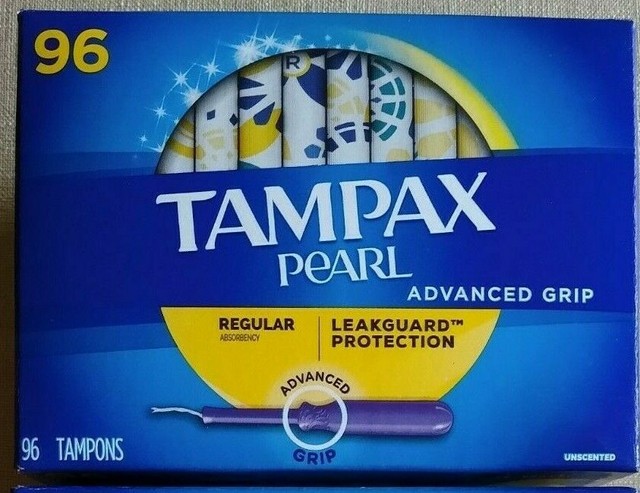 96
R
TAMPAX
PeARL
ADVANCED GRIP
REGULAR
ABSORBENCY
LEAKGUARD™
PROTECTION
ADVANCED
GRIP
96 TAMPONS
UNSCENTED